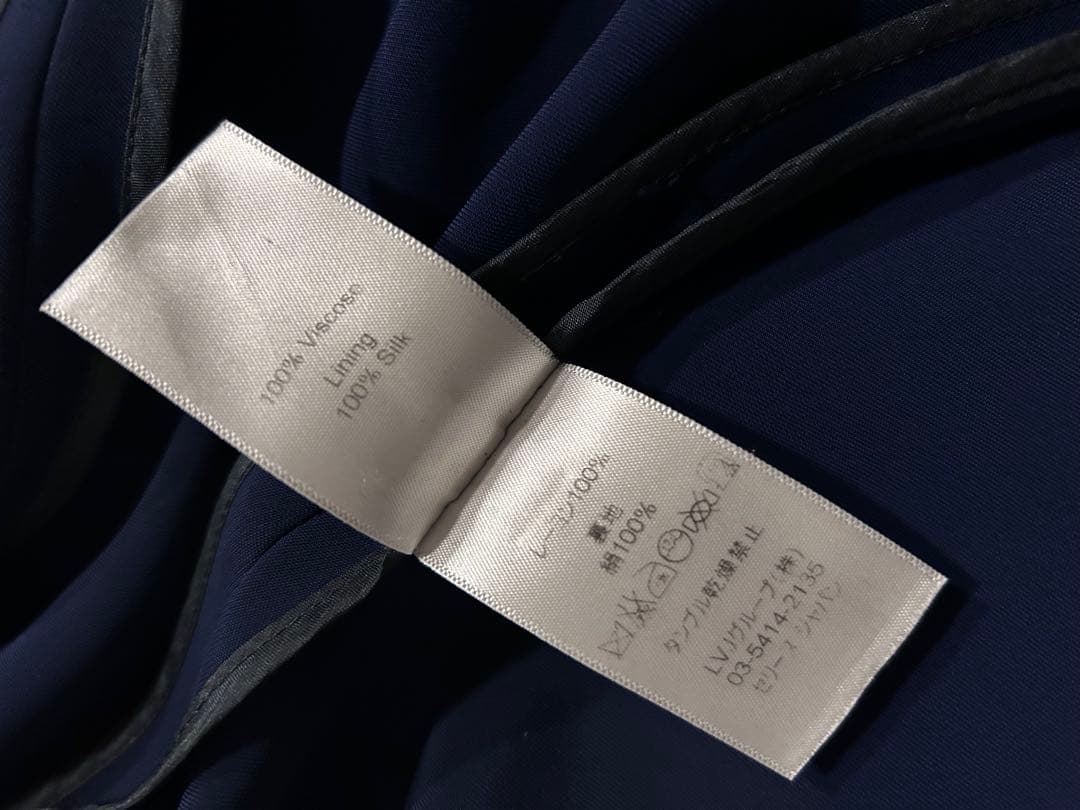 100% Viscose
Lining
100% Silk
レーヨン100%
裏地
絹100%
タンブル乾燥禁止
LVJグループ(株)
03-5414-2135
セリーヌ ジャパン